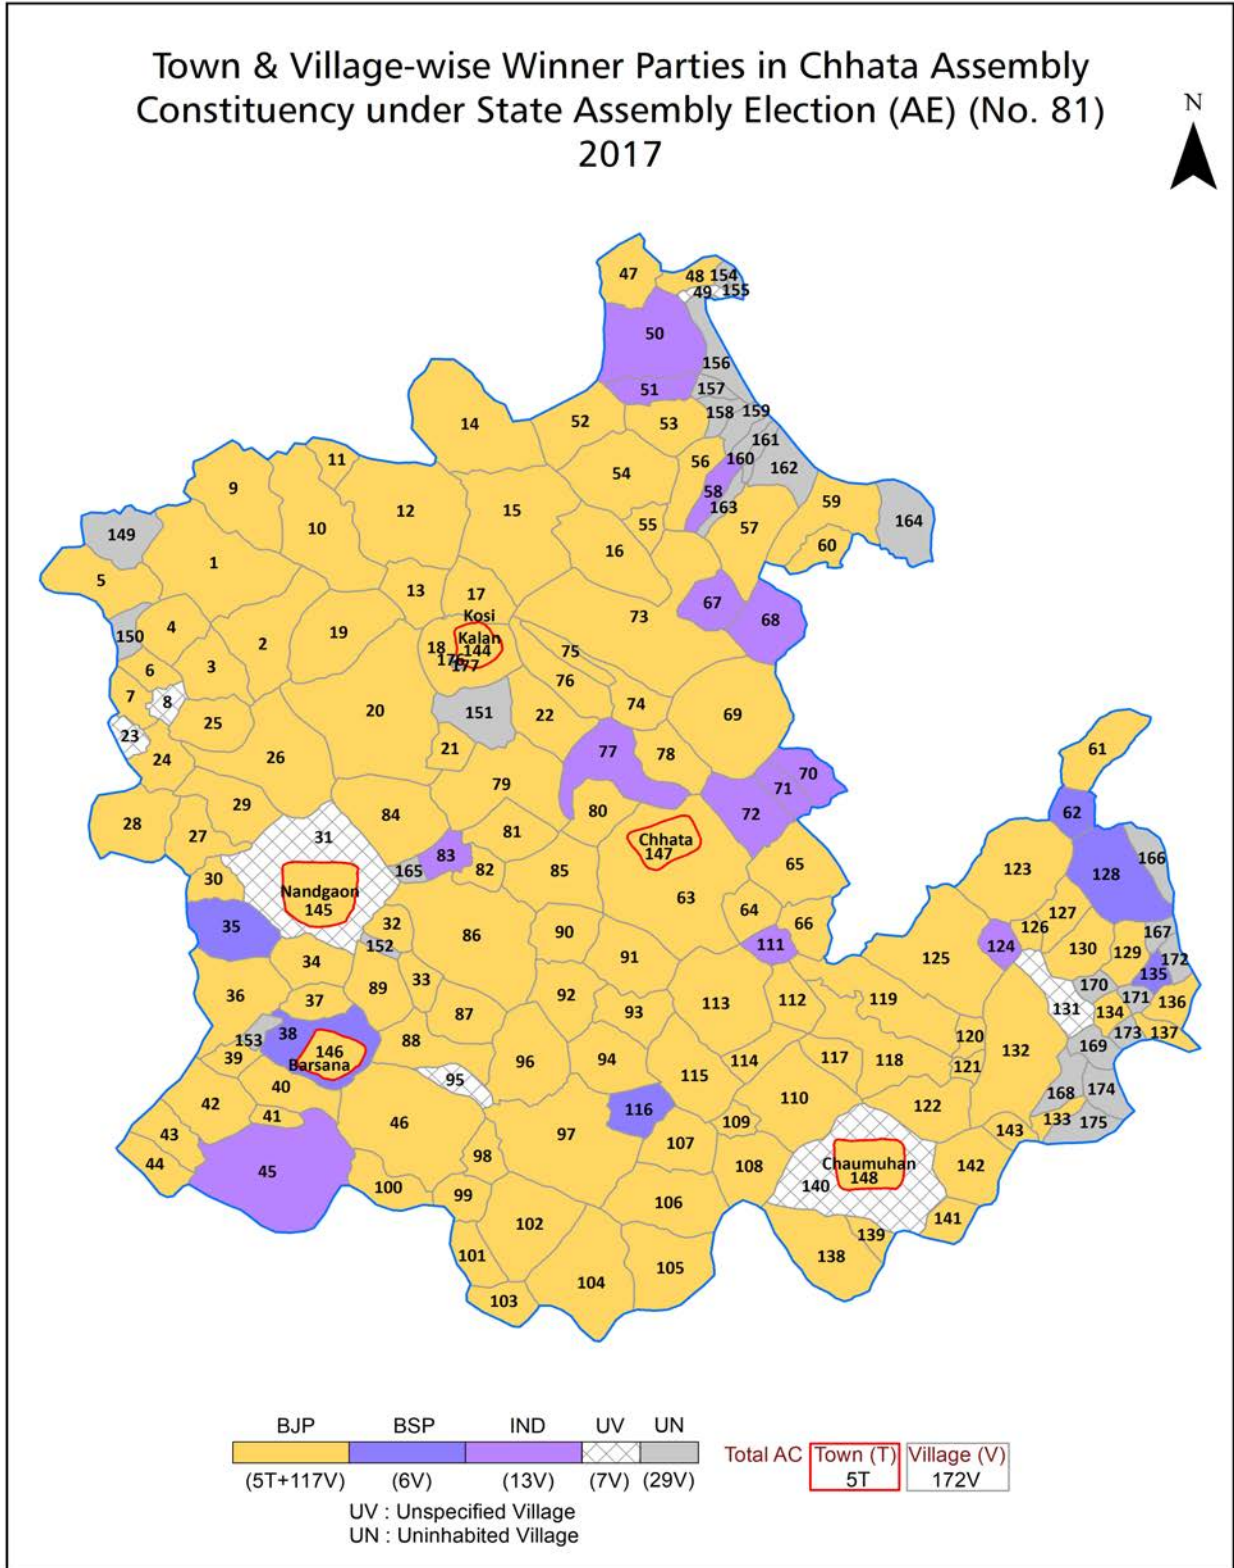 Town & Village-wise Winner Parties in Chhata Assembly
Constituency under State Assembly Election (AE) (No. 81)
2017
N
47
48 154
49 155
50
156
51 157
14 52 53 158 159
161
11 56 160 162
9 54 58
12 15 163 59
10 55 57 164
149 16 60
1
5 13 17 67
Kosi
73 68
150 4 19 Kalan
2 18 144 75
176
177
6 3 76
7 8 74
20 151 22 69
23 25 21 77 78
24 26 70
61
79 71
29 80 72 62
28 27 84 81 Chhata
31 147
83 82 85 65 166
30 165 123 128
Nandgaon
145 63
64 127
35 32 86 90 66 126 167
152 111 124 130 129 172
34 91 125 135
33 170
36 37 89 92 119 171 136
87 93 113 112 131 134
153 38 88 120 173 137
39 146 96 94 114 117 118 132 169
Barsana
121
40 95 115
42 116 110 168 174
41 46 109 122 133 175
43 97 107 143
44 98 108 Chaumuhan
45 148 142
100 99 106 140
102 141
101 139
104 105 138
103
BJP BSP IND UV UN
(5T+117V) (6V) (13V) (7V) (29V)
Total AC Town (T) Village (V)
5T 172V
UV : Unspecified Village
UN : Uninhabited Village